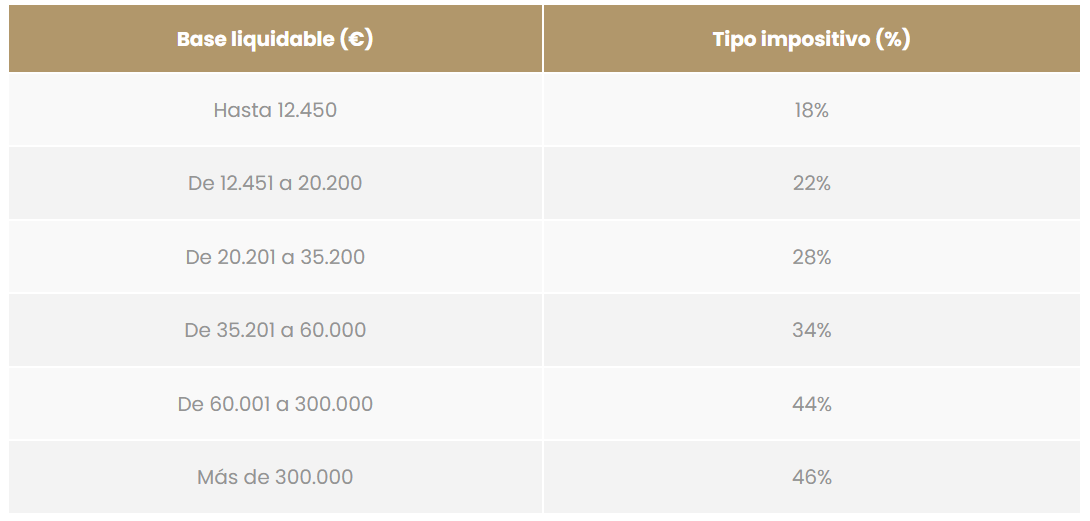 Base liquidable (€) Tipo impositivo (%)
Hasta 12.450 18%
De 12.451 a 20.200 22%
De 20.201 a 35.200 28%
De 35.201 a 60.000 34%
De 60.001 a 300.000 44%
Más de 300.000 46%